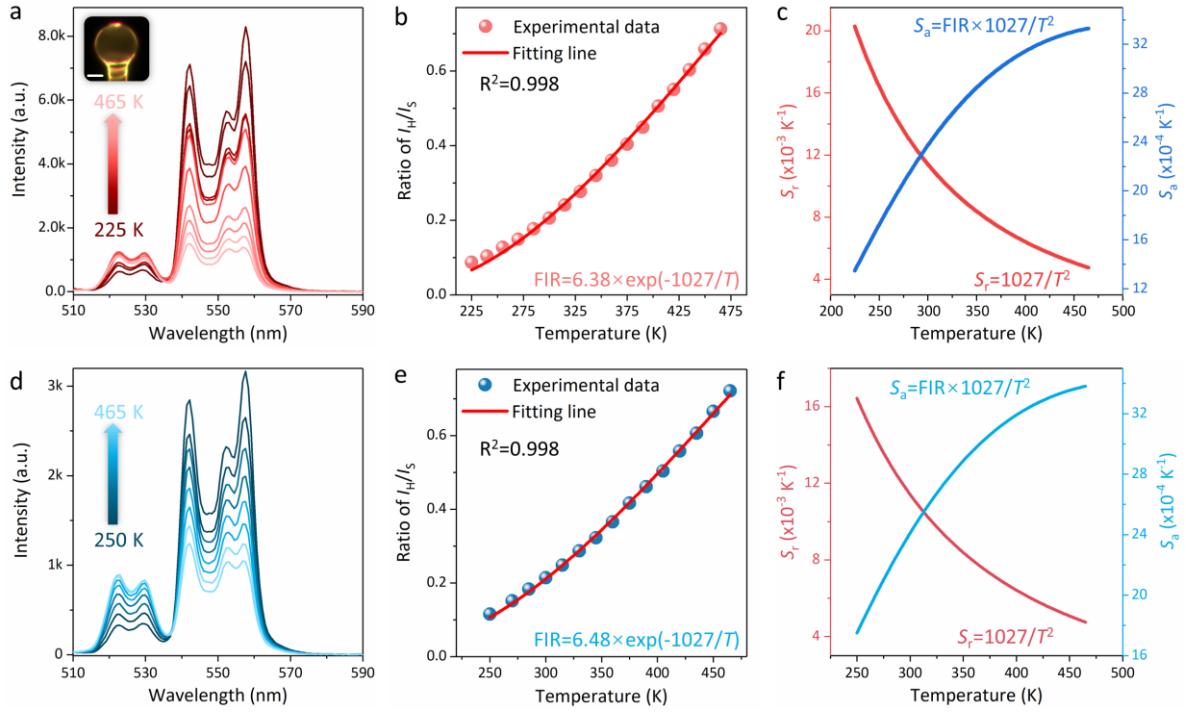 a
8.0k
6.0k
4.0k
2.0k
0.0
Intensity (a.u.)
465 K
225 K
510 530 550 570 590
Wavelength (nm)
b
Experimental data
Fitting line
R²=0.998
0.6
0.4
0.2
0.0
Ratio of I_H/I_S
FIR=6.38×exp(-1027/T)
225 275 325 375 425 475
Temperature (K)
c
S_a=FIR×1027/T²
20
16
12
8
4
S_r (x10⁻³ K⁻¹)
32
28
24
20
16
12
S_a (x10⁻⁴ K⁻¹)
S_r=1027/T²
200 250 300 350 400 450 500
Temperature (K)
d
3k
2k
1k
0
Intensity (a.u.)
465 K
250 K
510 530 550 570 590
Wavelength (nm)
e
Experimental data
Fitting line
R²=0.998
0.8
0.6
0.4
0.2
0.0
Ratio of I_H/I_S
FIR=6.48×exp(-1027/T)
250 300 350 400 450
Temperature (K)
f
S_a=FIR×1027/T²
16
12
8
4
S_r (x10⁻³ K⁻¹)
32
28
24
20
16
S_a (x10⁻⁴ K⁻¹)
S_r=1027/T²
200 250 300 350 400 450 500
Temperature (K)